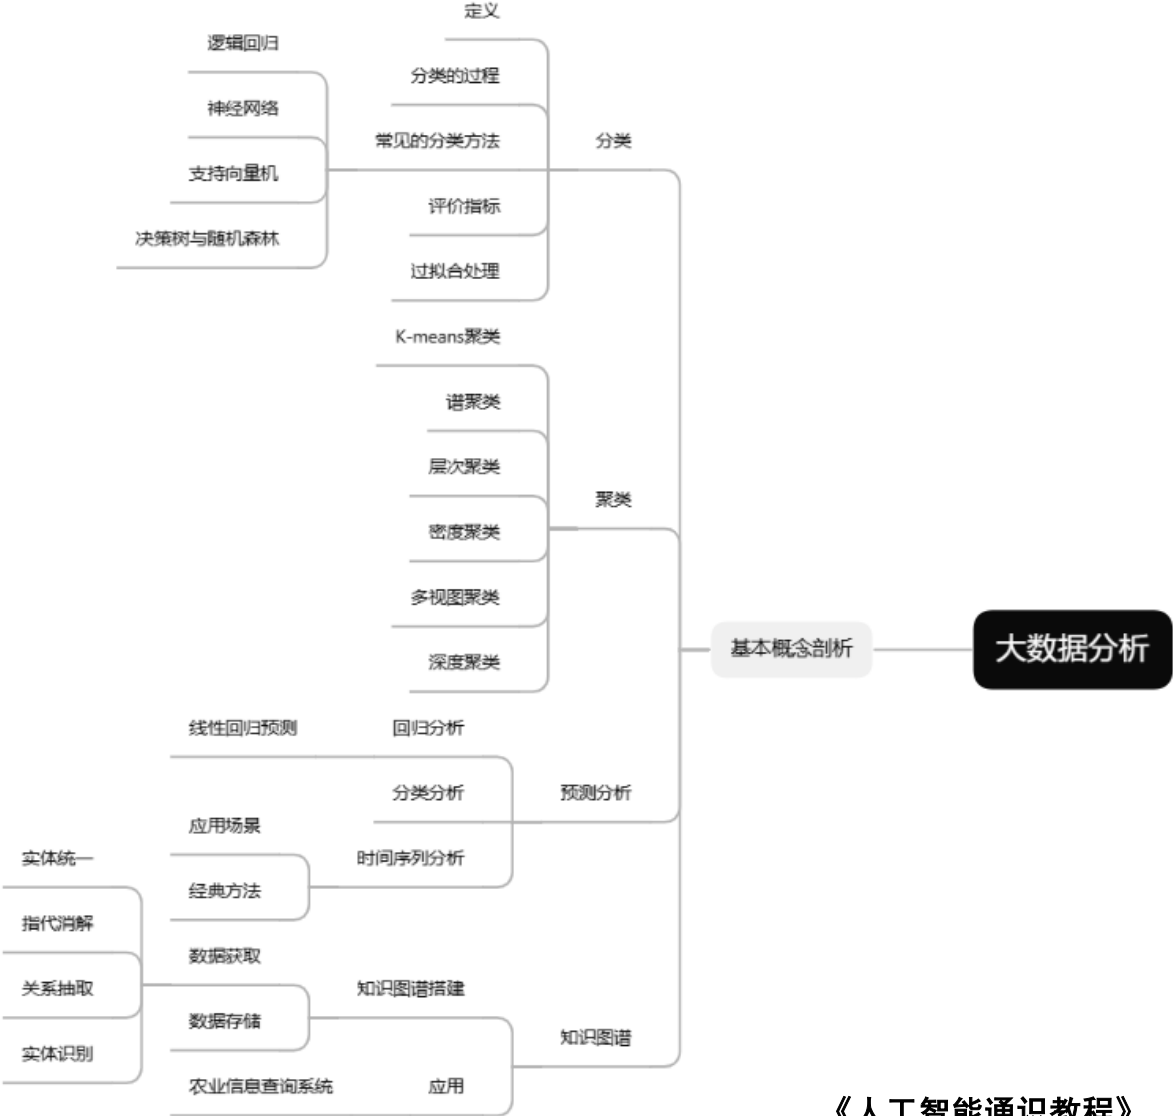 定义
逻辑回归
分类的过程
神经网络
常见的分类方法
分类
支持向量机
评价指标
决策树与随机森林
过拟合处理
K-means聚类
谱聚类
层次聚类
聚类
密度聚类
多视图聚类
基本概念剖析
大数据分析
深度聚类
线性回归预测
回归分析
分类分析
预测分析
应用场景
实体统一
时间序列分析
经典方法
指代消解
数据获取
关系抽取
知识图谱搭建
数据存储
知识图谱
实体识别
农业信息查询系统
应用
《人工智能通识教程》